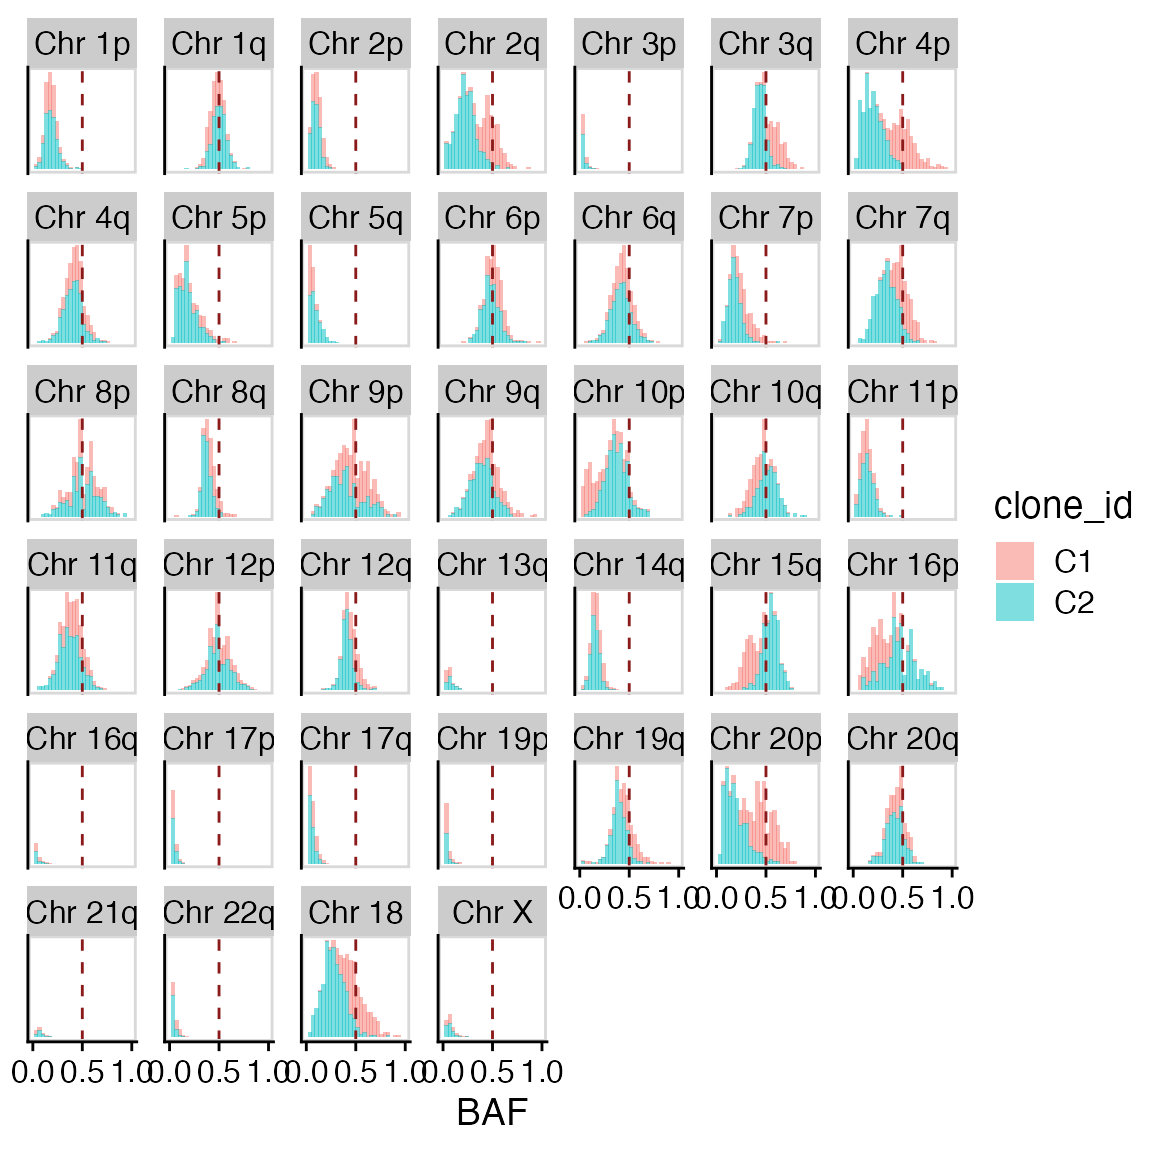 Chr 1p Chr 1q Chr 2p Chr 2q Chr 3p Chr 3q Chr 4p
Chr 4q Chr 5p Chr 5q Chr 6p Chr 6q Chr 7p Chr 7q
Chr 8p Chr 8q Chr 9p Chr 9q Chr 10p Chr 10q Chr 11p
clone_id
C1
C2
Chr 11q Chr 12p Chr 12q Chr 13q Chr 14q Chr 15q Chr 16p
Chr 16q Chr 17p Chr 17q Chr 19p Chr 19q Chr 20p Chr 20q
0.0 0.5 1.0 0.0 0.5 1.0 0.0 0.5 1.0
Chr 21q Chr 22q Chr 18 Chr X
0.0 0.5 1.0 0.0 0.5 1.0 0.0 0.5 1.0 0.0 0.5 1.0
BAF